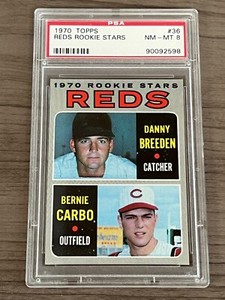 PSA
1970 TOPPS #36
REDS ROOKIE STARS NM-MT 8
90092598
1970 ROOKIE STARS
REDS
DANNY
BREEDEN
CATCHER
BERNIE
CARBO
OUTFIELD